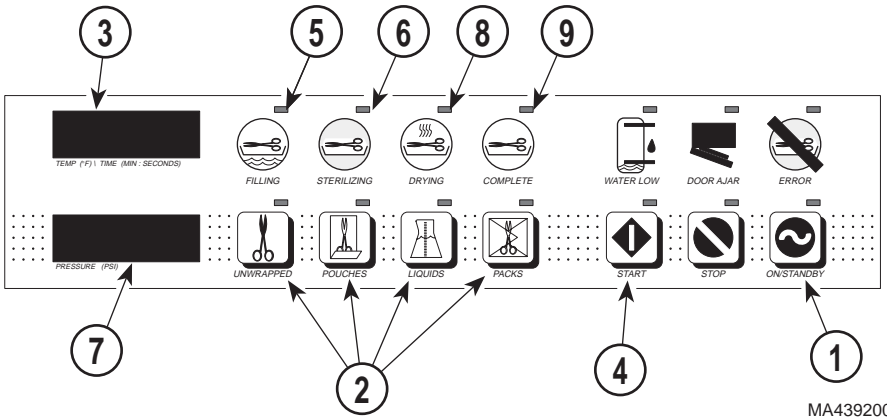 3 5 6 8 9
TEMP (°F) \ TIME (MIN : SECONDS)
FILLING STERILIZING DRYING COMPLETE WATER LOW DOOR AJAR ERROR
PRESSURE (PSI)
UNWRAPPED POUCHES LIQUIDS PACKS START STOP ON/STANDBY
7 2 4 1
MA439200